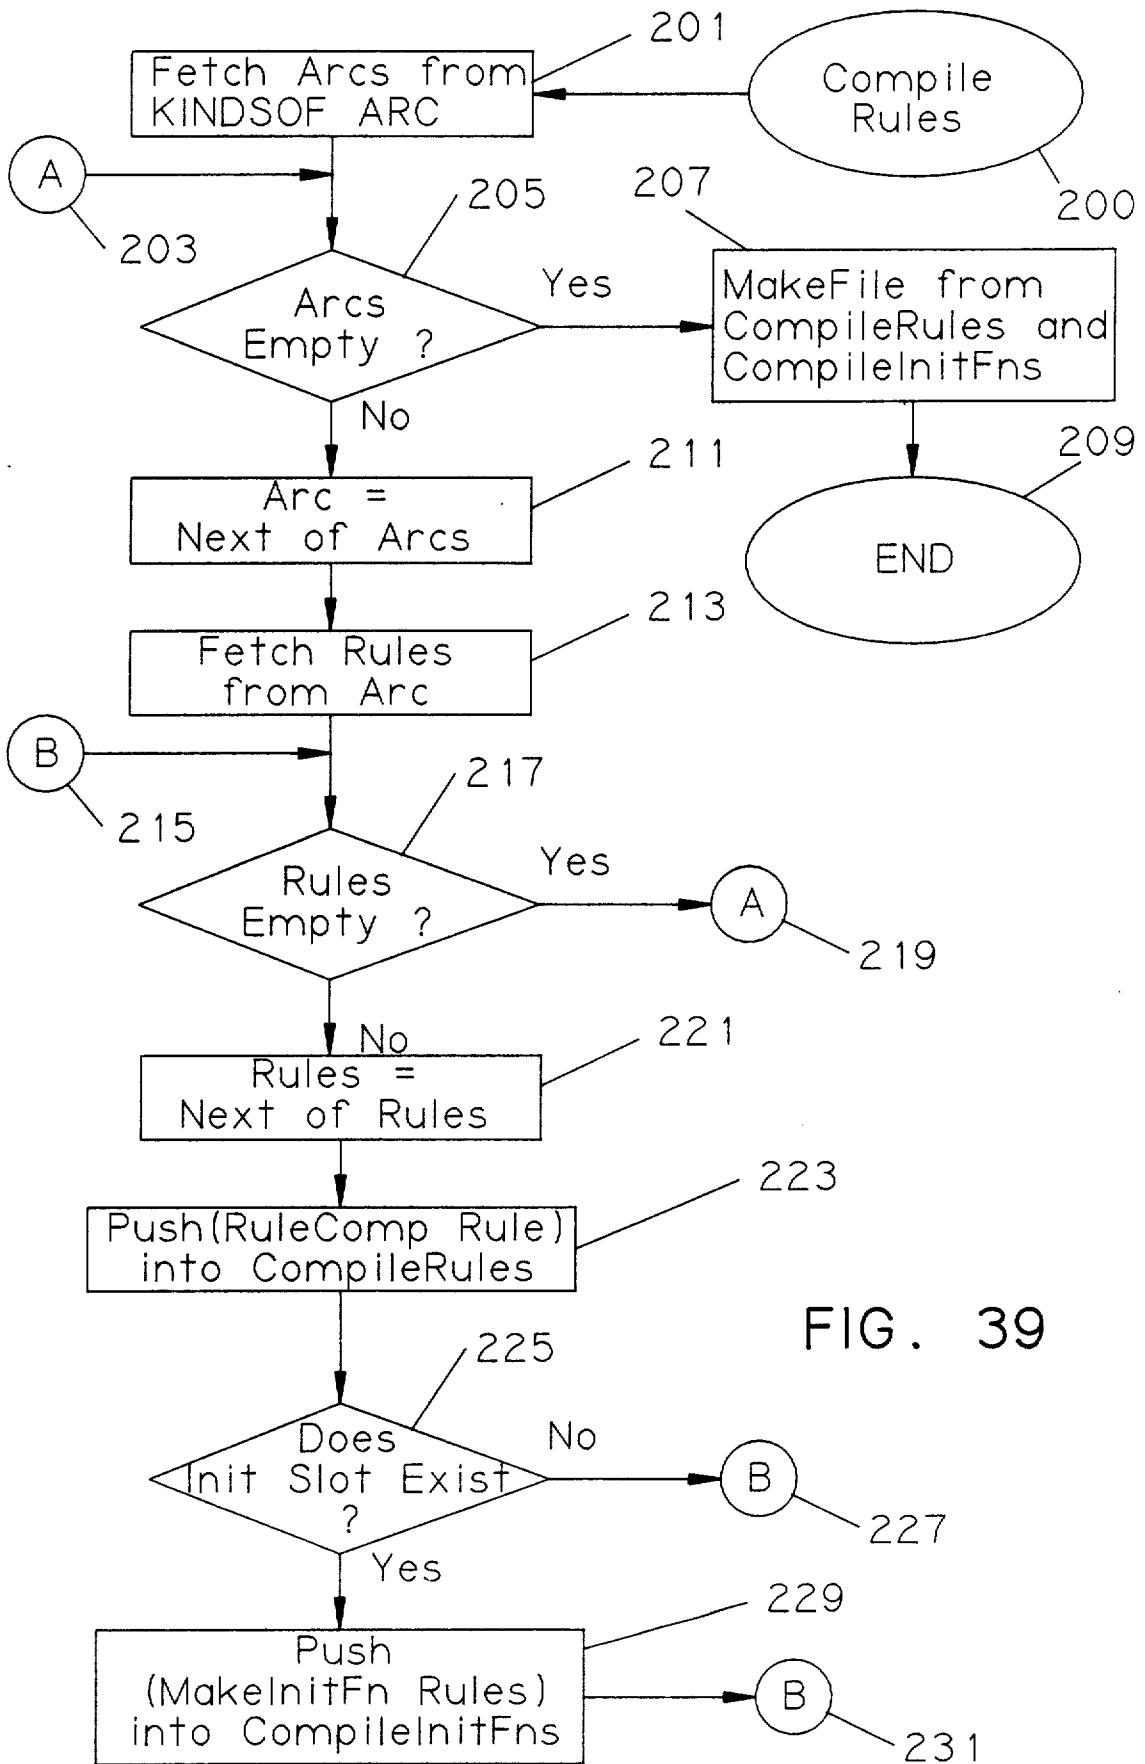 201
Fetch Arcs from
KINDSOF ARC
Compile
Rules
200
A
203
205
Arcs
Empty ?
Yes
No
207
MakeFile from
CompileRules and
CompileInitFns
209
END
211
Arc =
Next of Arcs
213
Fetch Rules
from Arc
B
215
217
Rules
Empty ?
Yes
A
219
No
221
Rules =
Next of Rules
223
Push(RuleComp Rule)
into CompileRules
FIG. 39
225
Does
Init Slot Exist
?
No
B
227
Yes
229
Push
(MakeInitFn Rules)
into CompileInitFns
B
231